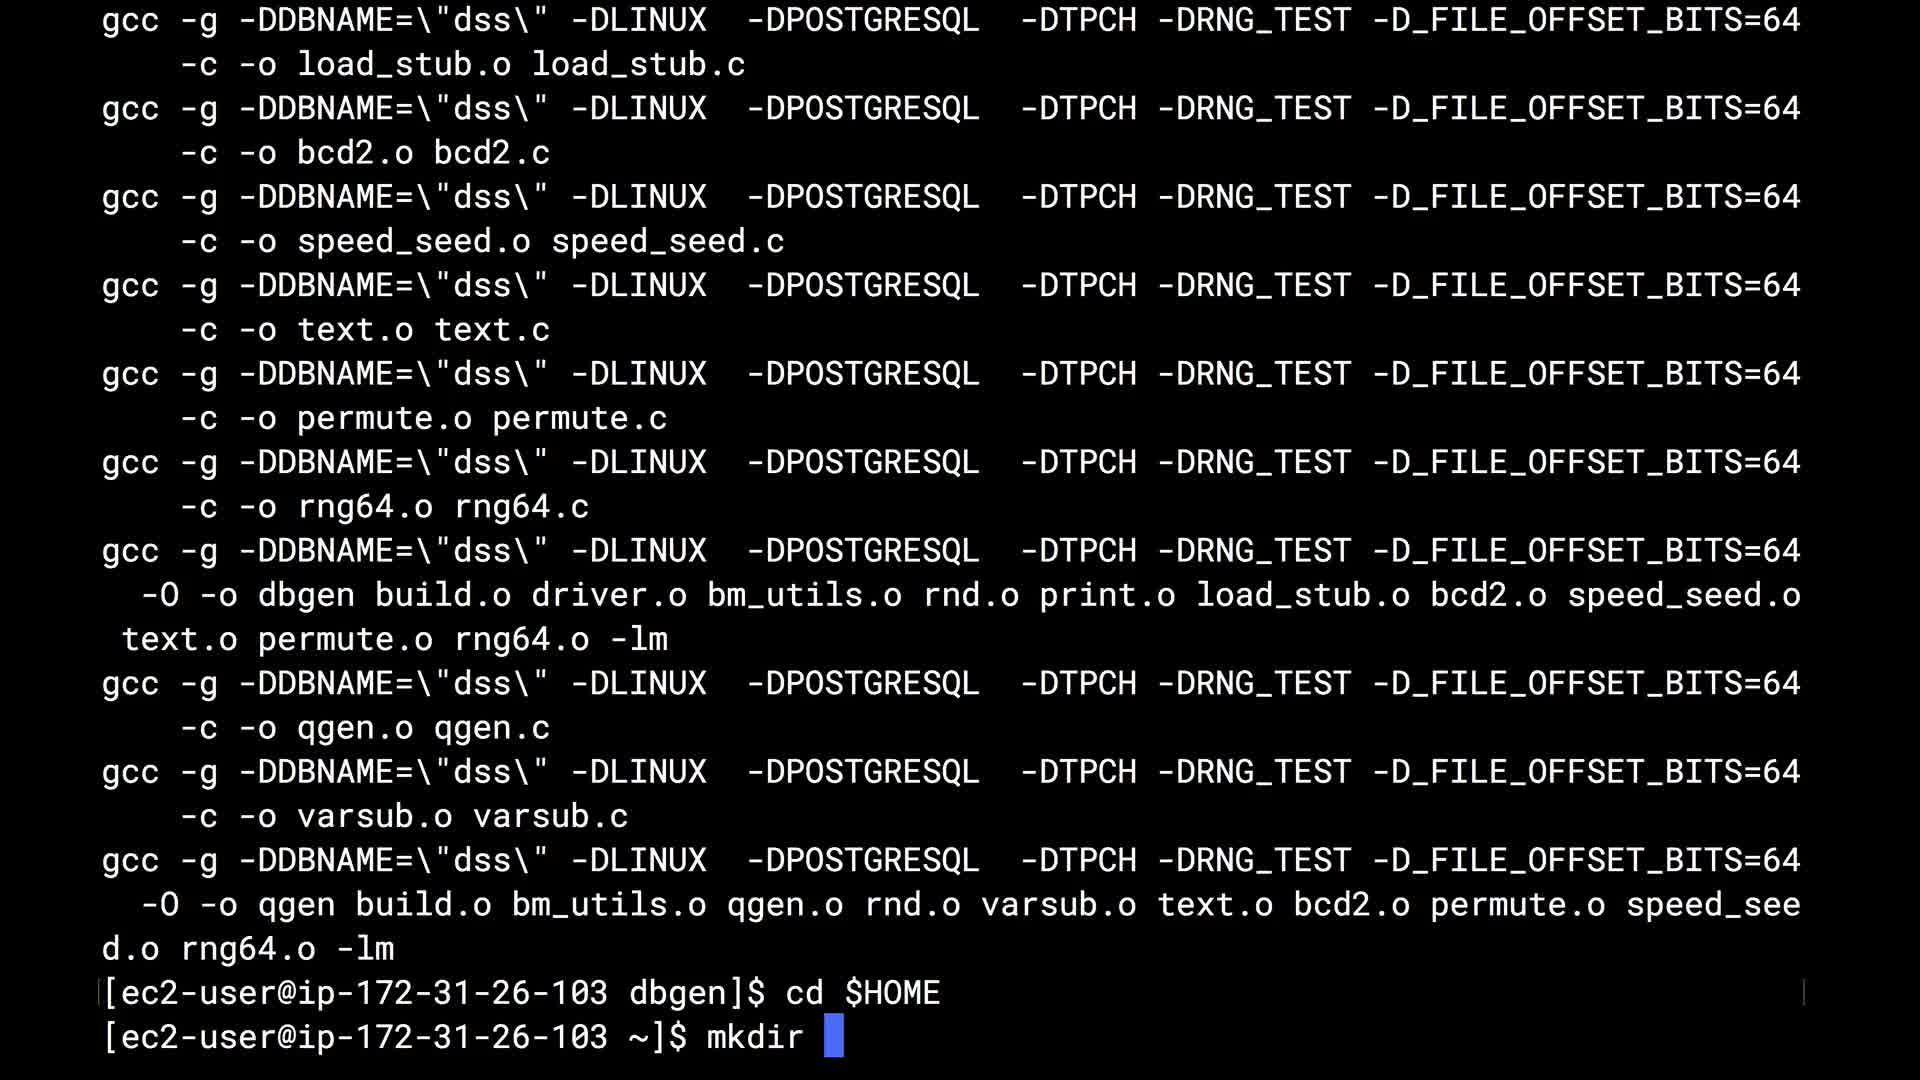 gcc -g -DDBNAME=\"dss\" -DLINUX  -DPOSTGRESQL  -DTPCH -DRNG_TEST -D_FILE_OFFSET_BITS=64
    -c -o load_stub.o load_stub.c
gcc -g -DDBNAME=\"dss\" -DLINUX  -DPOSTGRESQL  -DTPCH -DRNG_TEST -D_FILE_OFFSET_BITS=64
    -c -o bcd2.o bcd2.c
gcc -g -DDBNAME=\"dss\" -DLINUX  -DPOSTGRESQL  -DTPCH -DRNG_TEST -D_FILE_OFFSET_BITS=64
    -c -o speed_seed.o speed_seed.c
gcc -g -DDBNAME=\"dss\" -DLINUX  -DPOSTGRESQL  -DTPCH -DRNG_TEST -D_FILE_OFFSET_BITS=64
    -c -o text.o text.c
gcc -g -DDBNAME=\"dss\" -DLINUX  -DPOSTGRESQL  -DTPCH -DRNG_TEST -D_FILE_OFFSET_BITS=64
    -c -o permute.o permute.c
gcc -g -DDBNAME=\"dss\" -DLINUX  -DPOSTGRESQL  -DTPCH -DRNG_TEST -D_FILE_OFFSET_BITS=64
    -c -o rng64.o rng64.c
gcc -g -DDBNAME=\"dss\" -DLINUX  -DPOSTGRESQL  -DTPCH -DRNG_TEST -D_FILE_OFFSET_BITS=64
  -O -o dbgen build.o driver.o bm_utils.o rnd.o print.o load_stub.o bcd2.o speed_seed.o
 text.o permute.o rng64.o -lm
gcc -g -DDBNAME=\"dss\" -DLINUX  -DPOSTGRESQL  -DTPCH -DRNG_TEST -D_FILE_OFFSET_BITS=64
    -c -o qgen.o qgen.c
gcc -g -DDBNAME=\"dss\" -DLINUX  -DPOSTGRESQL  -DTPCH -DRNG_TEST -D_FILE_OFFSET_BITS=64
    -c -o varsub.o varsub.c
gcc -g -DDBNAME=\"dss\" -DLINUX  -DPOSTGRESQL  -DTPCH -DRNG_TEST -D_FILE_OFFSET_BITS=64
  -O -o qgen build.o bm_utils.o qgen.o rnd.o varsub.o text.o bcd2.o permute.o speed_see
d.o rng64.o -lm
[ec2-user@ip-172-31-26-103 dbgen]$ cd $HOME
[ec2-user@ip-172-31-26-103 ~]$ mkdir